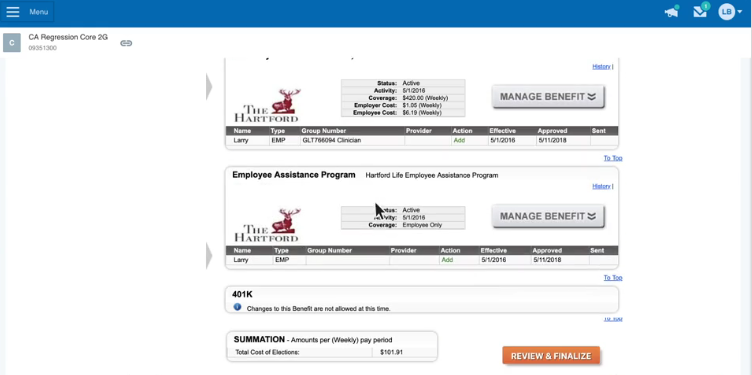 Menu
1
LB
C
CA Regression Core 2G
09351300
History |
THE HARTFORD
Status: Active
Activity: 5/1/2016
Coverage: $420.00 (Weekly)
Employer Cost: $1.05 (Weekly)
Employee Cost: $6.19 (Weekly)
MANAGE BENEFIT
Name Type Group Number Provider Action Effective Approved Sent
Larry EMP GLT766094 Clinician Add 5/1/2016 5/11/2018
To Top
Employee Assistance Program Hartford Life Employee Assistance Program
History |
THE HARTFORD
Active
5/1/2016
Coverage: Employee Only
MANAGE BENEFIT
Name Type Group Number Provider Action Effective Approved Sent
Larry EMP Add 5/1/2016 5/11/2018
To Top
401K
Changes to this Benefit are not allowed at this time.
To Top
SUMMATION - Amounts per (Weekly) pay period
Total Cost of Elections: $101.91
REVIEW & FINALIZE